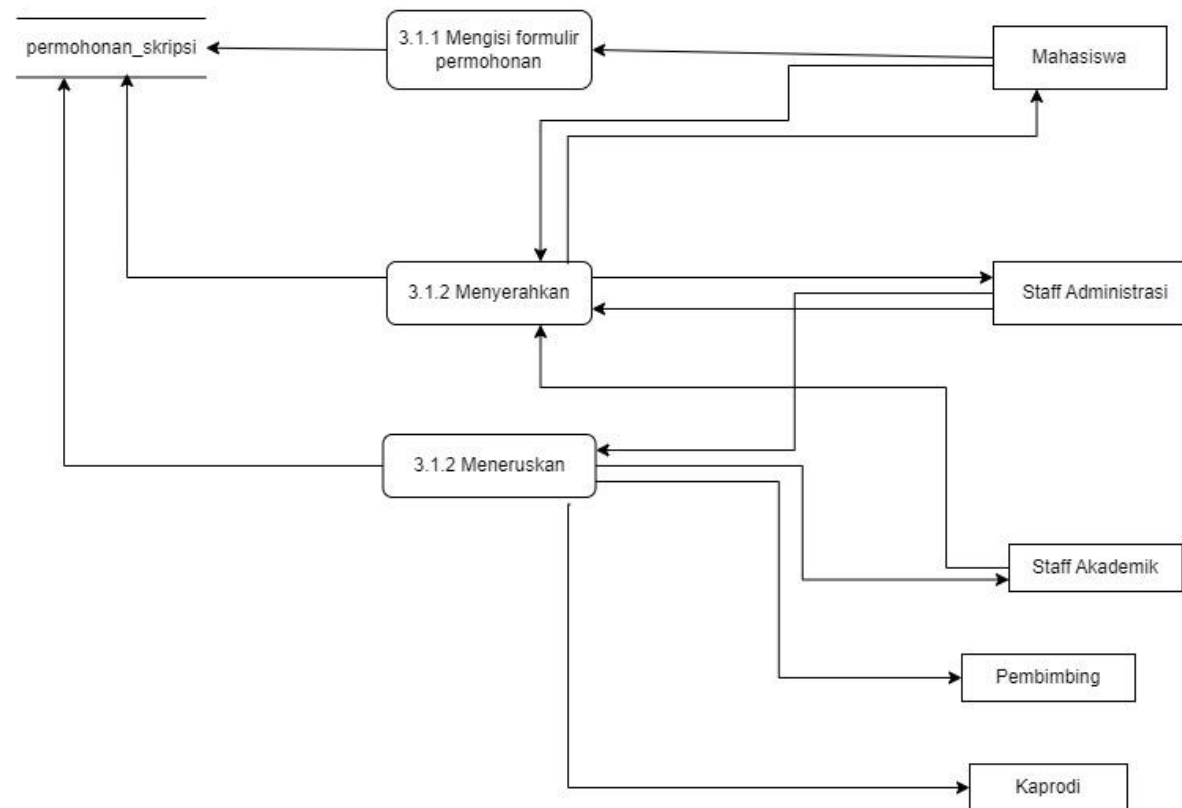 permohonan_skripsi
3.1.1 Mengisi formulir
permohonan
Mahasiswa
3.1.2 Menyerahkan
Staff Administrasi
3.1.2 Meneruskan
Staff Akademik
Pembimbing
Kaprodi